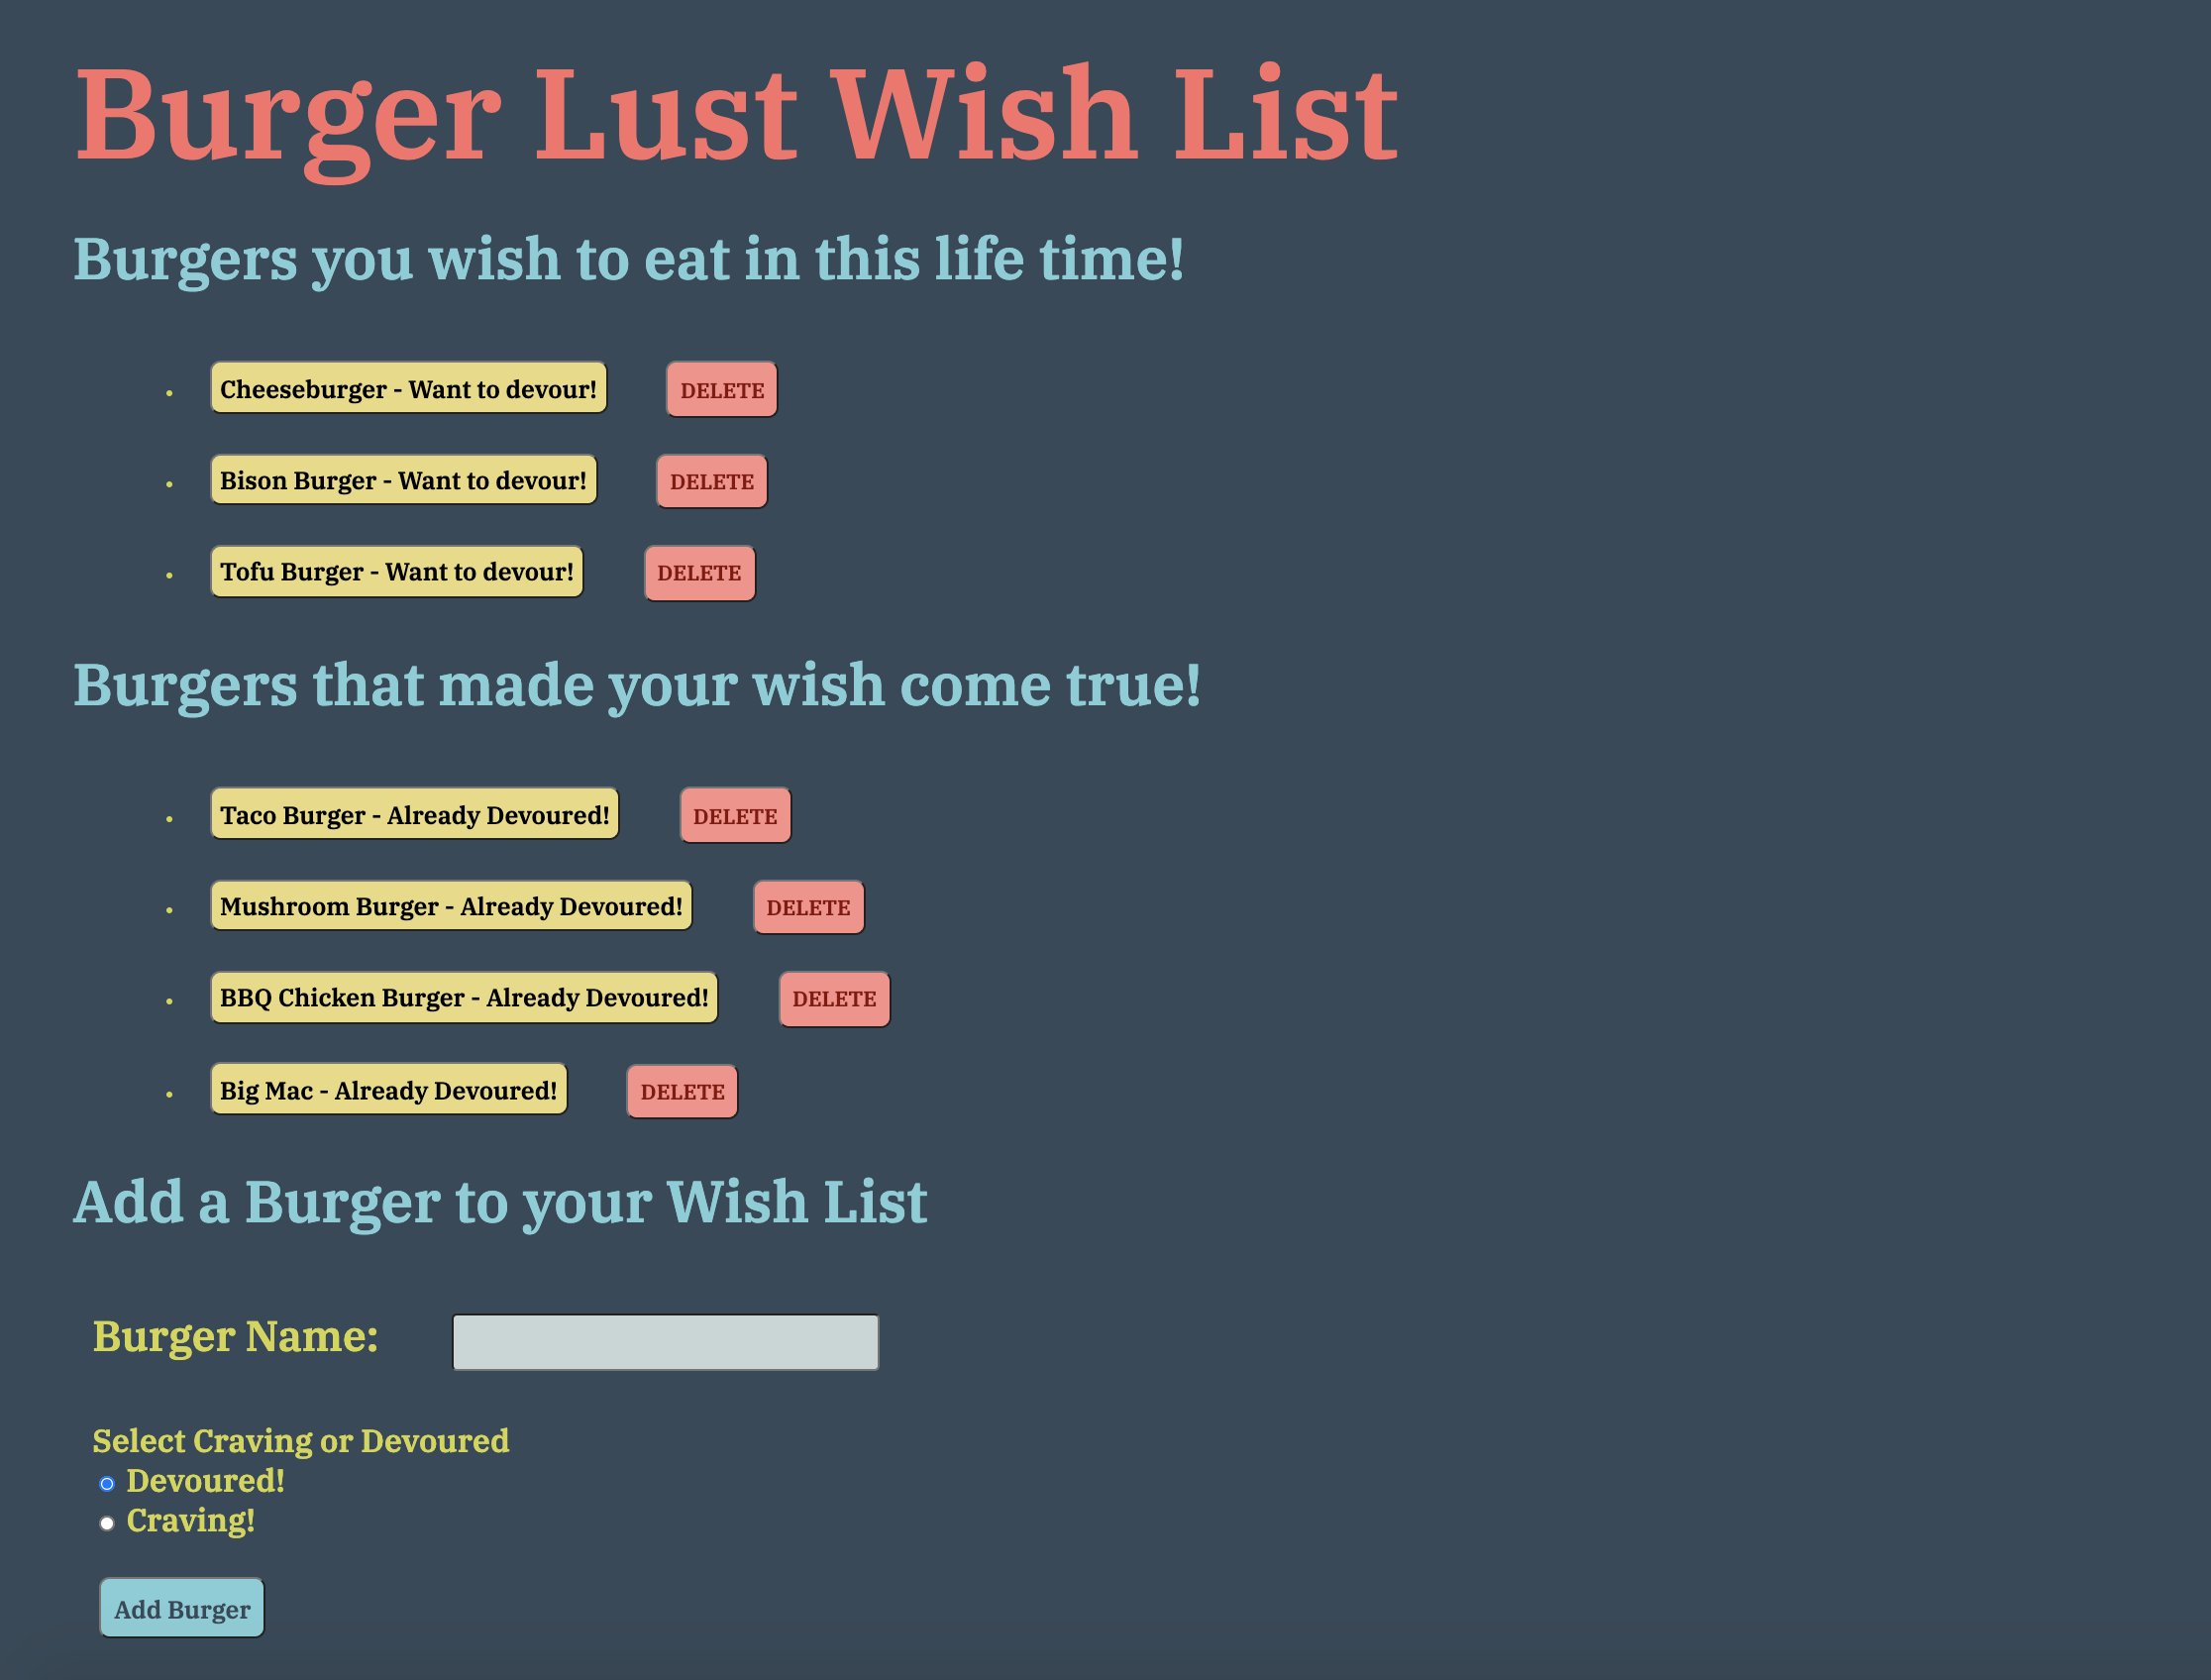 Burger Lust Wish List
Burgers you wish to eat in this life time!
Cheeseburger - Want to devour! DELETE
Bison Burger - Want to devour! DELETE
Tofu Burger - Want to devour! DELETE
Burgers that made your wish come true!
Taco Burger - Already Devoured! DELETE
Mushroom Burger - Already Devoured! DELETE
BBQ Chicken Burger - Already Devoured! DELETE
Big Mac - Already Devoured! DELETE
Add a Burger to your Wish List
Burger Name:
Select Craving or Devoured
Devoured!
Craving!
Add Burger